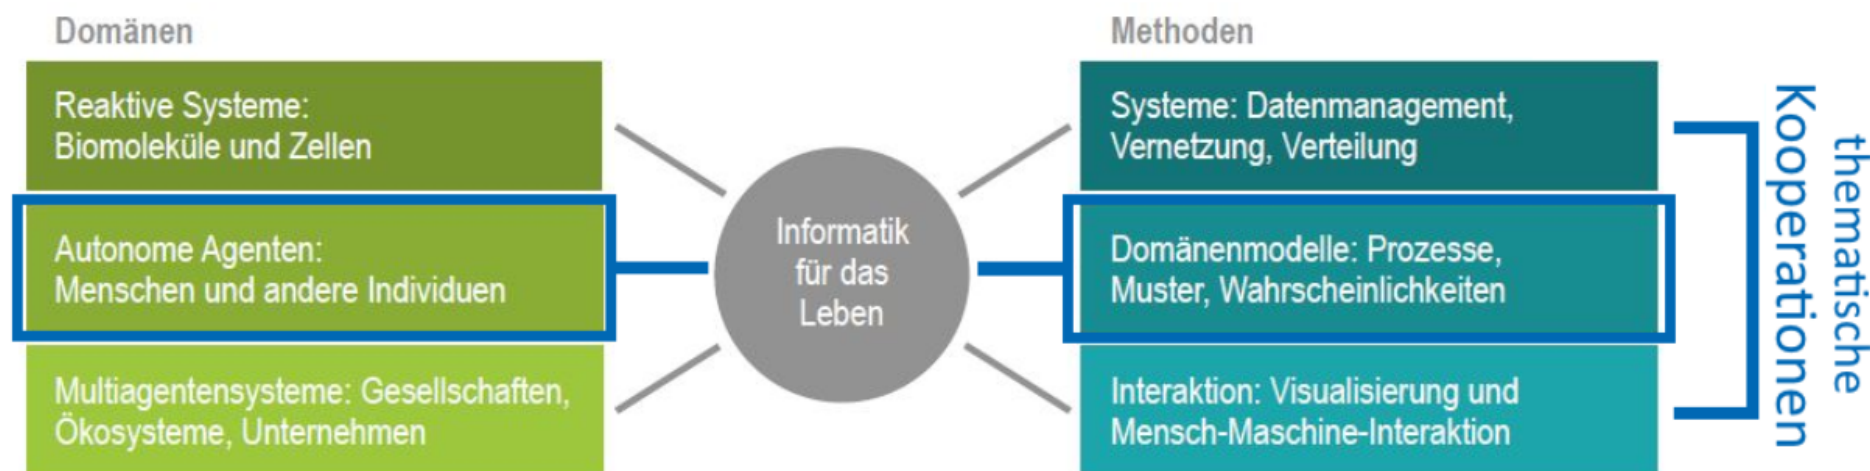 Domänen
Reaktive Systeme:
Biomoleküle und Zellen
Autonome Agenten:
Menschen und andere Individuen
Multiagentensysteme: Gesellschaften,
Ökosysteme, Unternehmen
Informatik
für das
Leben
Methoden
Systeme: Datenmanagement,
Vernetzung, Verteilung
Domänenmodelle: Prozesse,
Muster, Wahrscheinlichkeiten
Interaktion: Visualisierung und
Mensch-Maschine-Interaktion
thematische
Kooperationen